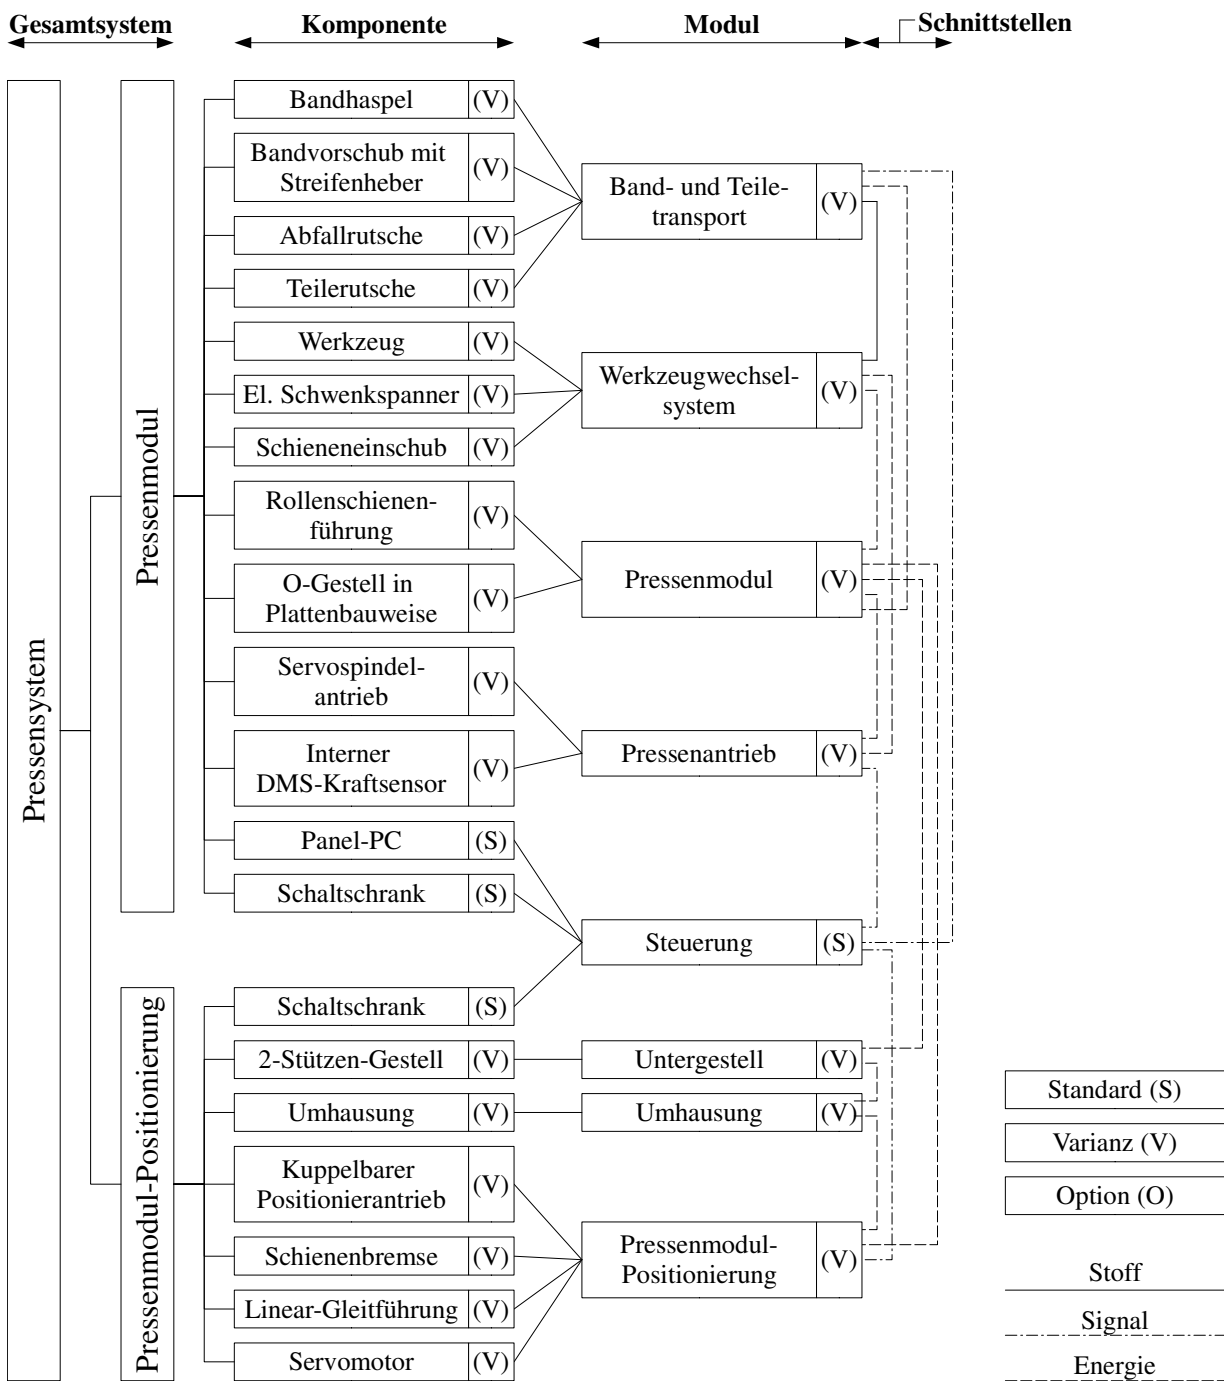 Gesamtsystem
Komponente
Modul
Schnittstellen
Pressensystem
Pressenmodul
Pressenmodul-Positionierung
Bandhaspel (V)
Bandvorschub mit
Streifenheber (V)
Abfallrutsche (V)
Teilerutsche (V)
Werkzeug (V)
El. Schwenkspanner (V)
Schieneneinschub (V)
Rollenschienen-
führung (V)
O-Gestell in
Plattenbauweise (V)
Servospindel-
antrieb (V)
Interner
DMS-Kraftsensor (V)
Panel-PC (S)
Schaltschrank (S)
Schaltschrank (S)
2-Stützen-Gestell (V)
Umhausung (V)
Kuppelbarer
Positionierantrieb (V)
Schienenbremse (V)
Linear-Gleitführung (V)
Servomotor (V)
Band- und Teile-
transport (V)
Werkzeugwechsel-
system (V)
Pressenmodul (V)
Pressenantrieb (V)
Steuerung (S)
Untergestell (V)
Umhausung (V)
Pressenmodul-
Positionierung (V)
Standard (S)
Varianz (V)
Option (O)
Stoff
Signal
Energie